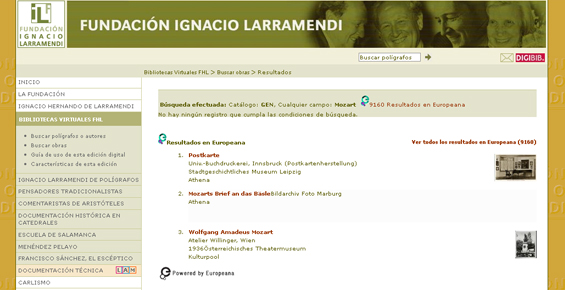 FUNDACIÓN
IGNACIO
LARRAMENDI
FUNDACIÓN IGNACIO LARRAMENDI
Buscar polígrafos
DIGIBIB.
Bibliotecas Virtuales FHL > Buscar obras > Resultados
INICIO
LA FUNDACIÓN
IGNACIO HERNANDO DE LARRAMENDI
BIBLIOTECAS VIRTUALES FHL
Buscar polígrafos o autores
Buscar obras
Guía de uso de esta edición digital
Características de esta edición
IGNACIO LARRAMENDI DE POLÍGRAFOS
PENSADORES TRADICIONALISTAS
COMENTARISTAS DE ARISTÓTELES
DOCUMENTACIÓN HISTÓRICA EN
CATEDRALES
ESCUELA DE SALAMANCA
MENÉNDEZ PELAYO
FRANCISCO SÁNCHEZ, EL ESCÉPTICO
DOCUMENTACIÓN TÉCNICA LAM
CARLISMO
Búsqueda efectuada: Catálogo: GEN, Cualquier campo: Mozart 9160 Resultados en Europeana
No hay ningún registro que cumpla las condiciones de búsqueda.
Resultados en Europeana
Ver todos los resultados en Europeana (9160)
1. Postkarte
Univ.-Buchdruckerei, Innsbruck (Postkartenherstellung)
Stadtgeschichtliches Museum Leipzig
Athena
2. Mozarts Brief an das BäsleBildarchiv Foto Marburg
Athena
3. Wolfgang Amadeus Mozart
Atelier Willinger, Wien
1936Österreichisches Theatermuseum
Kulturpool
Powered by Europeana